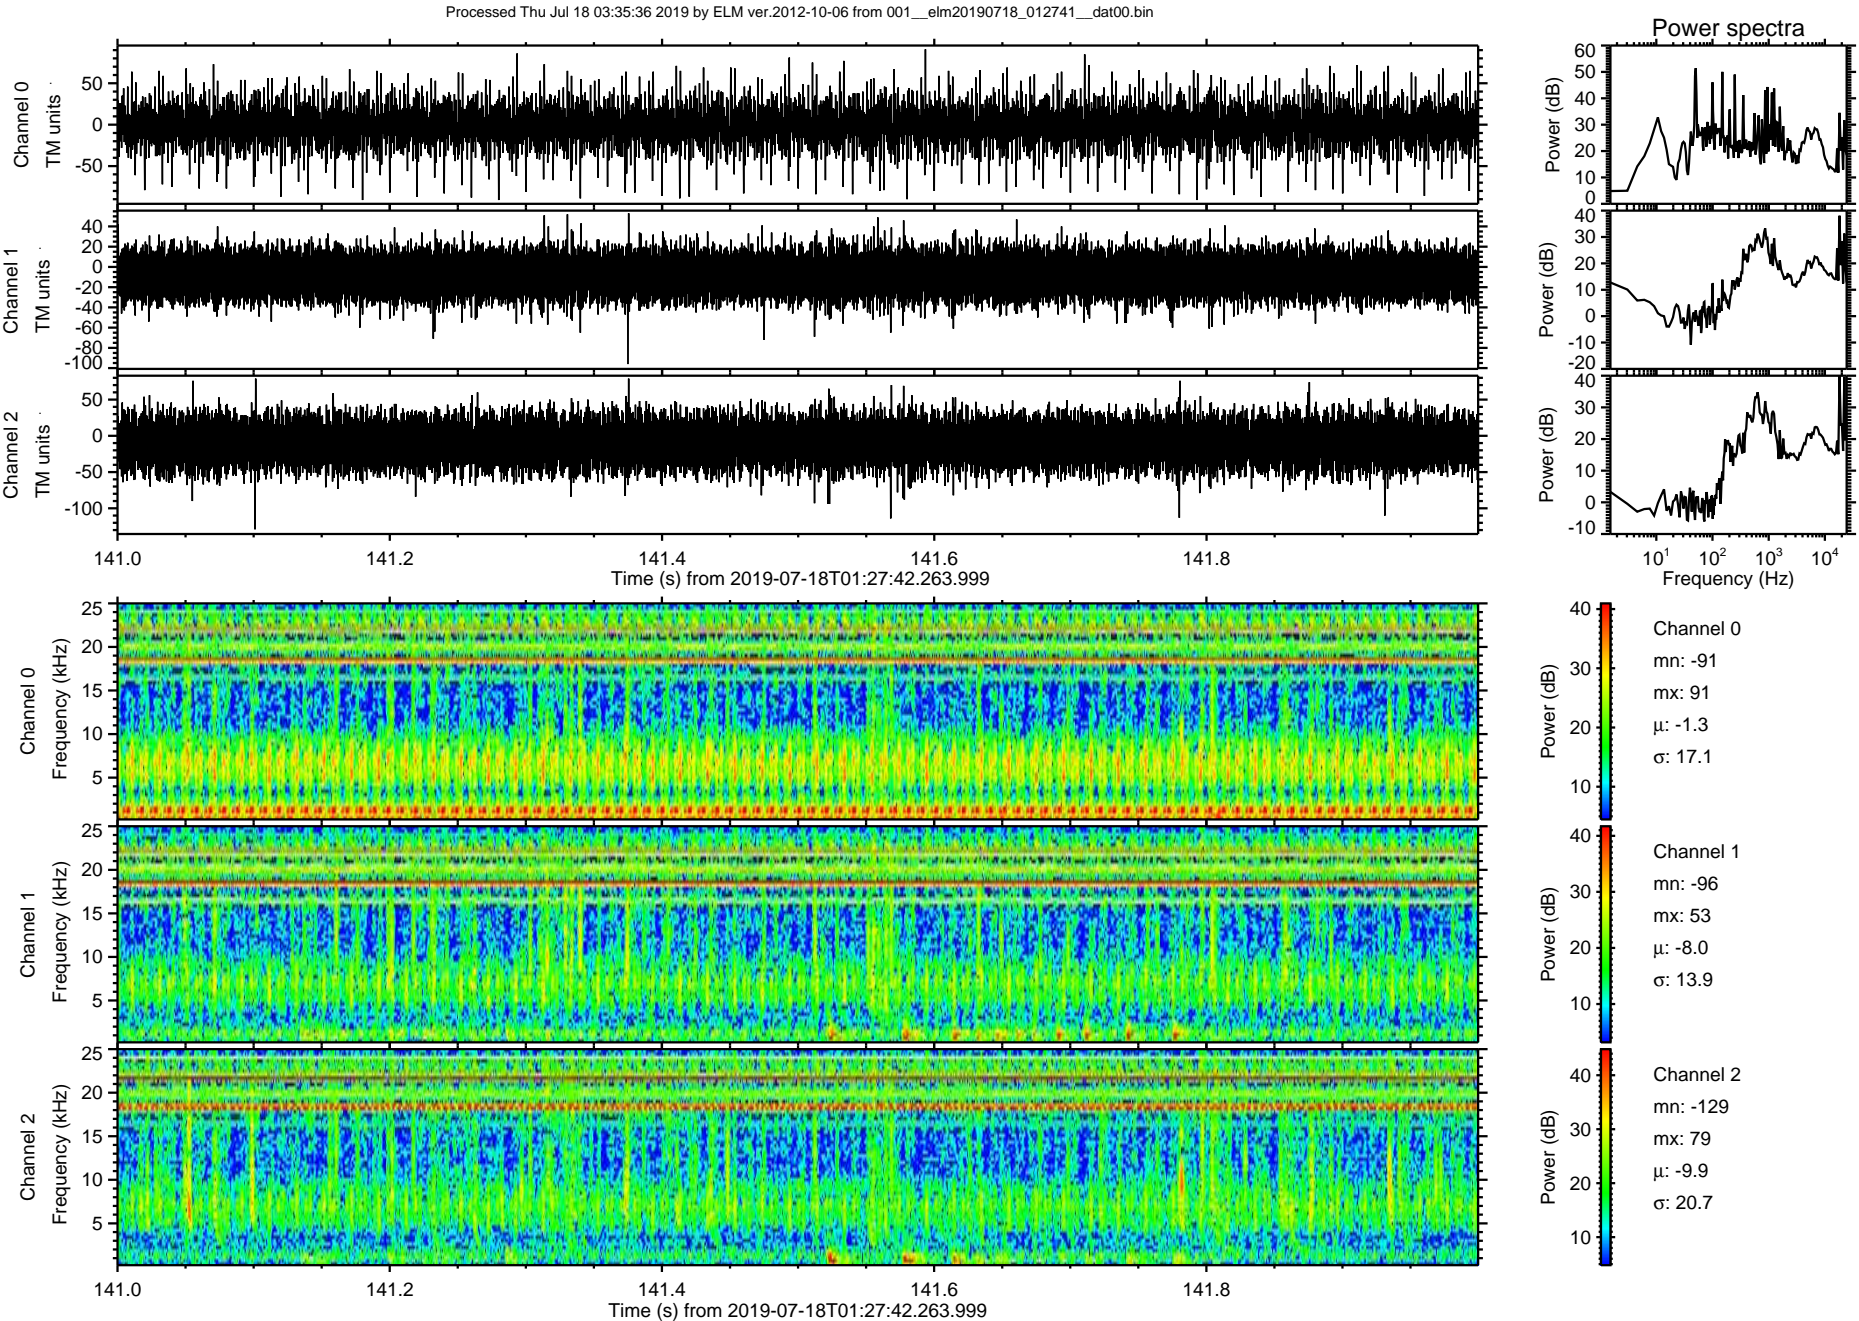 Processed Thu Jul 18 03:35:36 2019 by ELM ver.2012-10-06 from 001__elm20190718_012741__dat00.bin
Power spectra
Channel 0
TM units
50
0
-50
Power (dB)
60
50
40
30
20
10
0
Channel 1
TM units
40
20
0
-20
-40
-60
-80
-100
Power (dB)
40
30
20
10
0
-10
-20
Channel 2
TM units
50
0
-50
-100
Power (dB)
40
30
20
10
0
-10
141.0 141.2 141.4 141.6 141.8
Time (s) from 2019-07-18T01:27:42.263.999
10¹ 10² 10³ 10⁴
Frequency (Hz)
Channel 0
Frequency (kHz)
25
20
15
10
5
Power (dB)
40
30
20
10
Channel 0
mn: -91
mx: 91
μ: -1.3
σ: 17.1
Channel 1
Frequency (kHz)
25
20
15
10
5
Power (dB)
40
30
20
10
Channel 1
mn: -96
mx: 53
μ: -8.0
σ: 13.9
Channel 2
Frequency (kHz)
25
20
15
10
5
Power (dB)
40
30
20
10
Channel 2
mn: -129
mx: 79
μ: -9.9
σ: 20.7
141.0 141.2 141.4 141.6 141.8
Time (s) from 2019-07-18T01:27:42.263.999